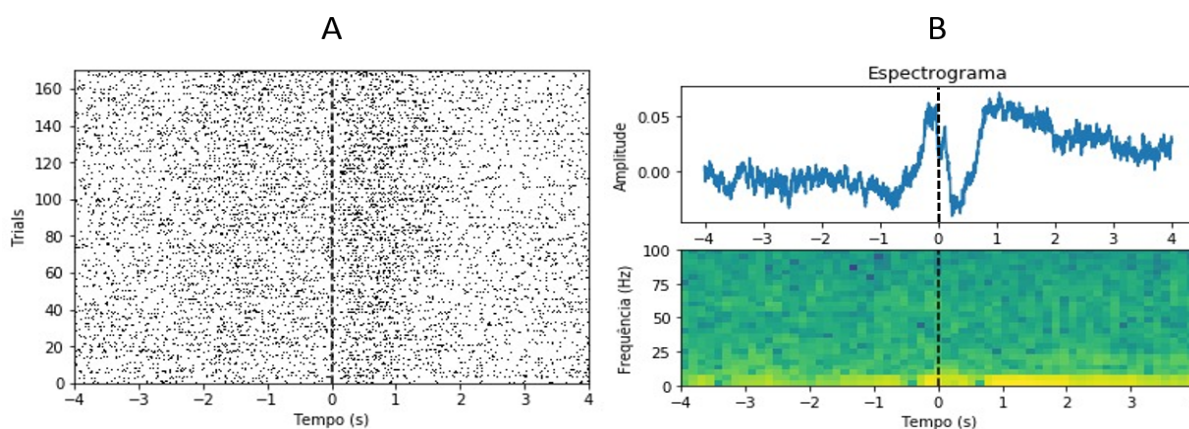 A
Trials
160
140
120
100
80
60
40
20
0
−4 −3 −2 −1 0 1 2 3 4
Tempo (s)
B
Espectrograma
Amplitude
0.05
0.00
−4 −3 −2 −1 0 1 2 3 4
Frequência (Hz)
100
75
50
25
0
−4 −3 −2 −1 0 1 2 3
Tempo (s)